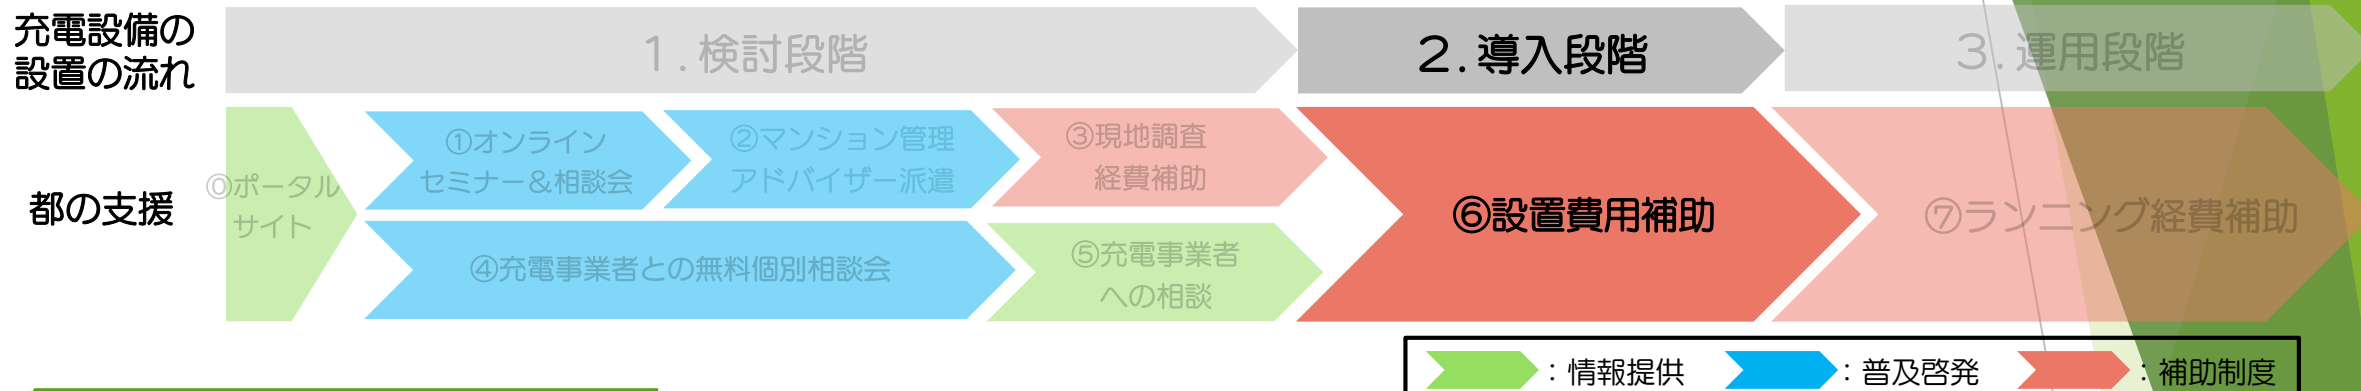 充電設備の
設置の流れ
１.検討段階
２.導入段階
３.運用段階
都の支援
⓪ポータル
サイト
①オンライン
セミナー＆相談会
②マンション管理
アドバイザー派遣
③現地調査
経費補助
④充電事業者との無料個別相談会
⑤充電事業者
への相談
⑥設置費用補助
⑦ランニング経費補助
：情報提供
：普及啓発
：補助制度